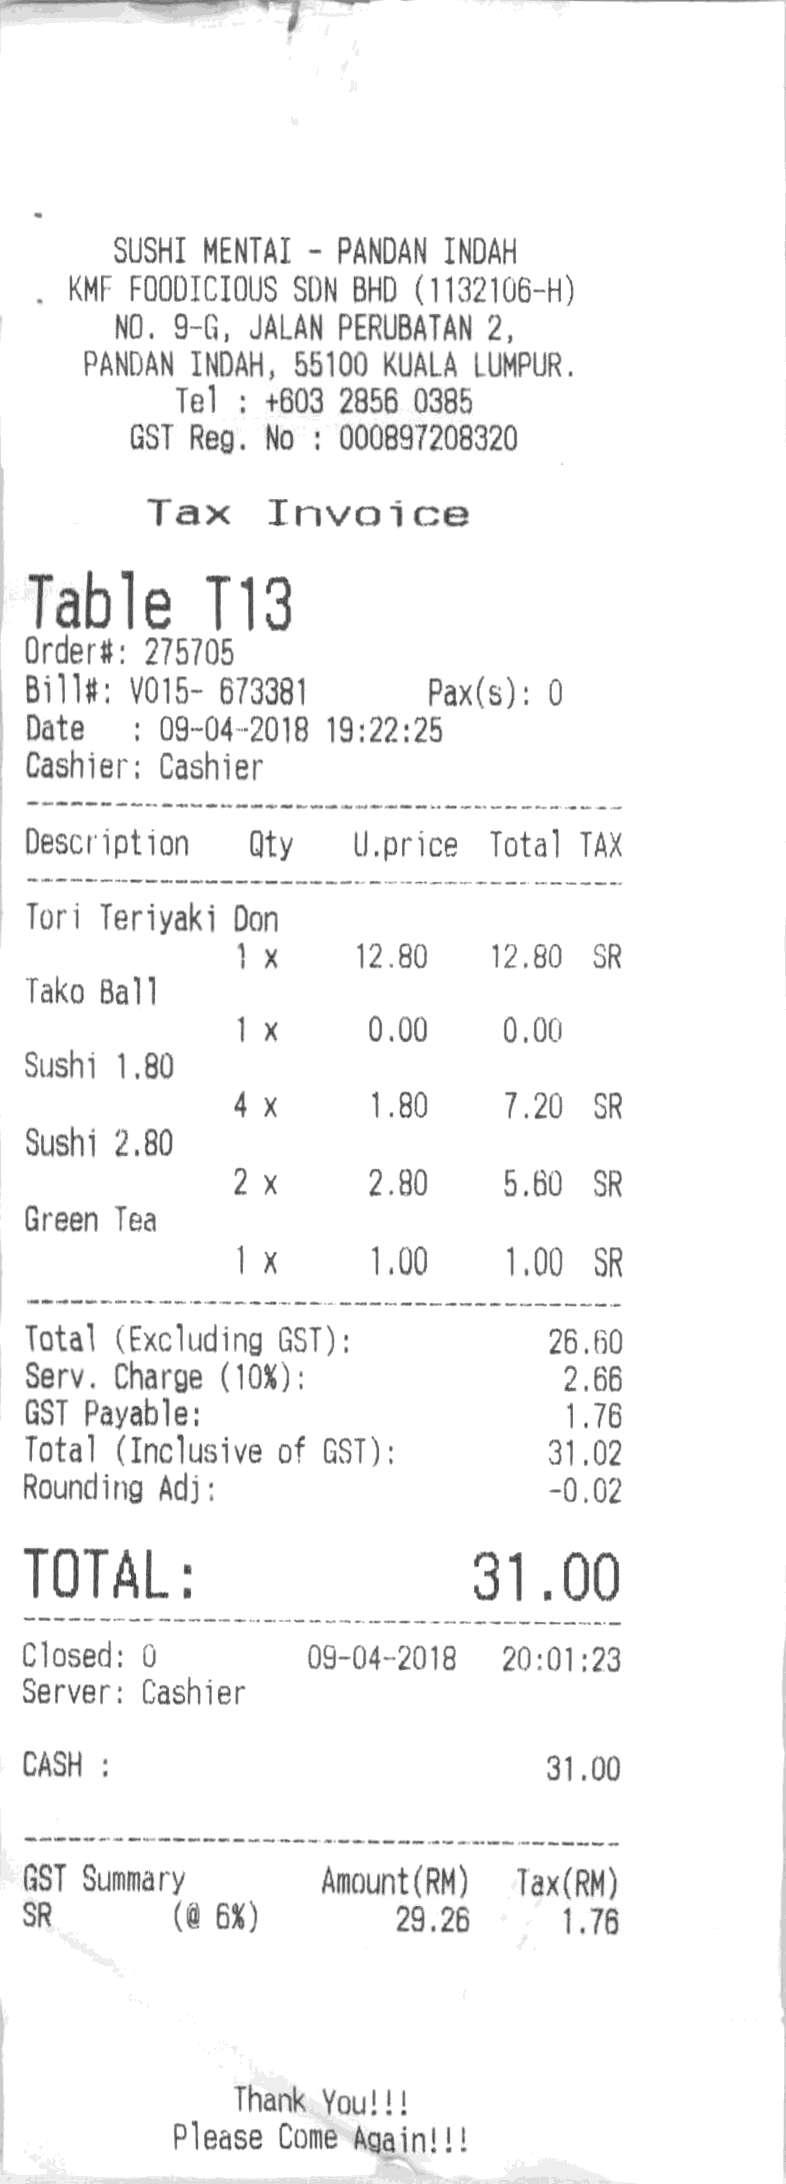 SUSHI MENTAI - PANDAN INDAH
KMF FOODICIOUS SDN BHD (1132106-H)
NO. 9-G, JALAN PERUBATAN 2,
PANDAN INDAH, 55100 KUALA LUMPUR.
Tel : +603 2856 0385
GST Reg. No : 000897208320
Tax Invoice
Table T13
Order#: 275705
Bill#: V015- 673381 Pax(s): 0
Date : 09-04-2018 19:22:25
Cashier: Cashier
Description Qty U.price Total TAX
Tori Teriyaki Don
1 x 12.80 12.80 SR
Tako Ball
1 x 0.00 0.00
Sushi 1.80
4 x 1.80 7.20 SR
Sushi 2.80
2 x 2.80 5.60 SR
Green Tea
1 x 1.00 1.00 SR
Total (Excluding GST): 26.60
Serv. Charge (10%): 2.66
GST Payable: 1.76
Total (Inclusive of GST): 31.02
Rounding Adj: -0.02
TOTAL: 31.00
Closed: 0 09-04-2018 20:01:23
Server: Cashier
CASH : 31.00
GST Summary Amount(RM) Tax(RM)
SR (@ 6%) 29.26 1.76
Thank You!!!
Please Come Again!!!